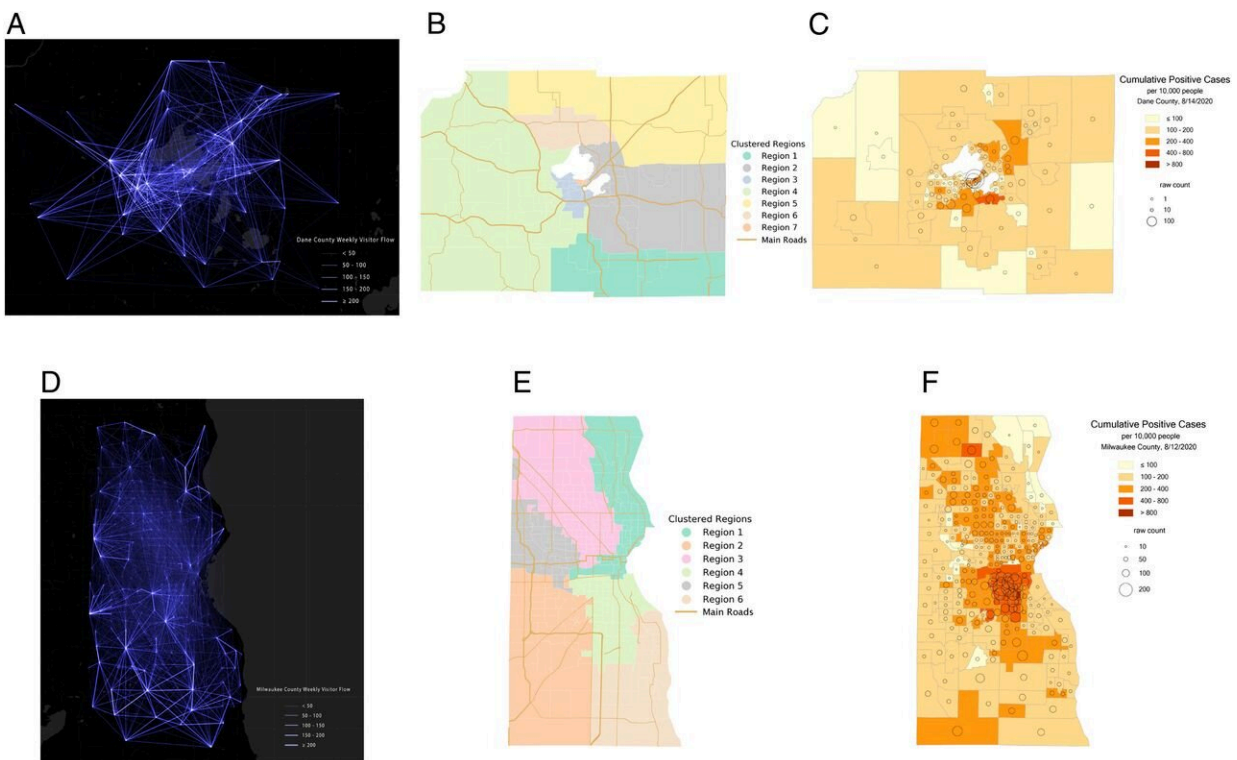 A
B
C
Dane County Weekly Visitor Flow
< 50
50 - 100
100 - 150
150 - 200
≥ 200
Clustered Regions
Region 1
Region 2
Region 3
Region 4
Region 5
Region 6
Region 7
Main Roads
Cumulative Positive Cases
per 10,000 people
Dane County, 8/14/2020
≤ 100
100 - 200
200 - 400
400 - 800
> 800
raw count
1
10
100
D
E
F
Milwaukee County Weekly Visitor Flow
< 50
50 - 100
100 - 150
150 - 200
≥ 200
Clustered Regions
Region 1
Region 2
Region 3
Region 4
Region 5
Region 6
Main Roads
Cumulative Positive Cases
per 10,000 people
Milwaukee County, 8/12/2020
≤ 100
100 - 200
200 - 400
400 - 800
> 800
raw count
10
50
100
200